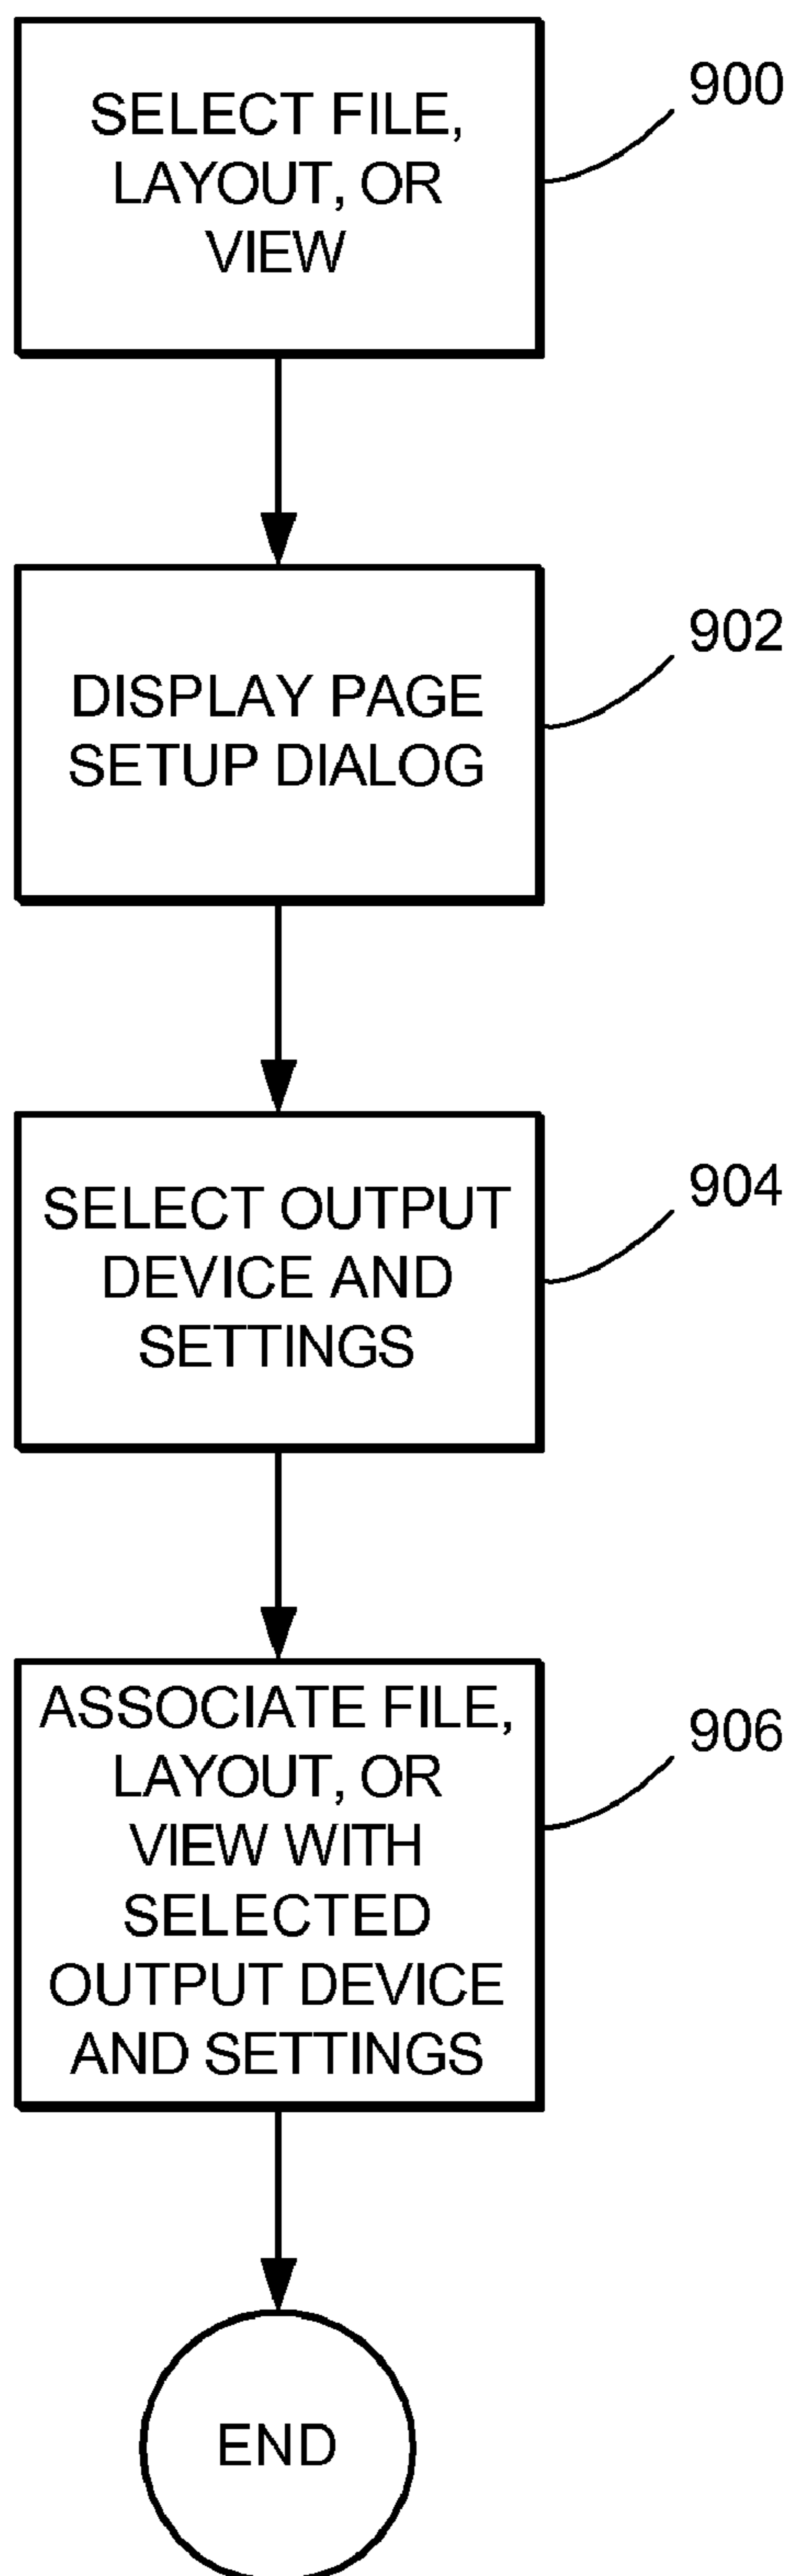 SELECT FILE,
LAYOUT, OR
VIEW
900
DISPLAY PAGE
SETUP DIALOG
902
SELECT OUTPUT
DEVICE AND
SETTINGS
904
ASSOCIATE FILE,
LAYOUT, OR
VIEW WITH
SELECTED
OUTPUT DEVICE
AND SETTINGS
906
END